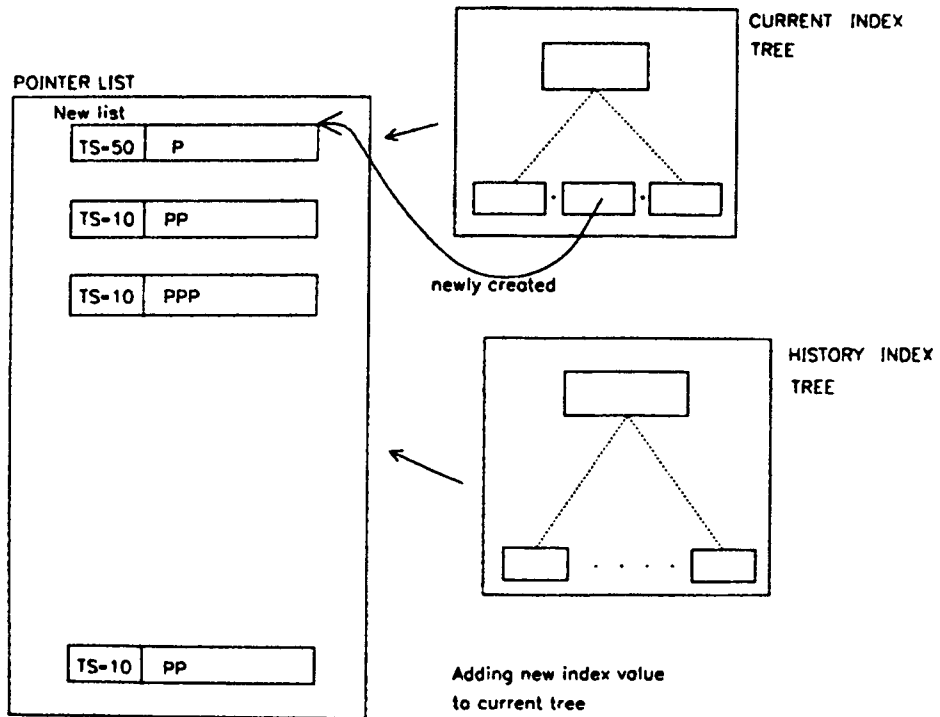 CURRENT INDEX
TREE
POINTER LIST
New list
TS=50 P
TS=10 PP
TS=10 PPP
newly created
HISTORY INDEX
TREE
TS=10 PP
Adding new index value
to current tree